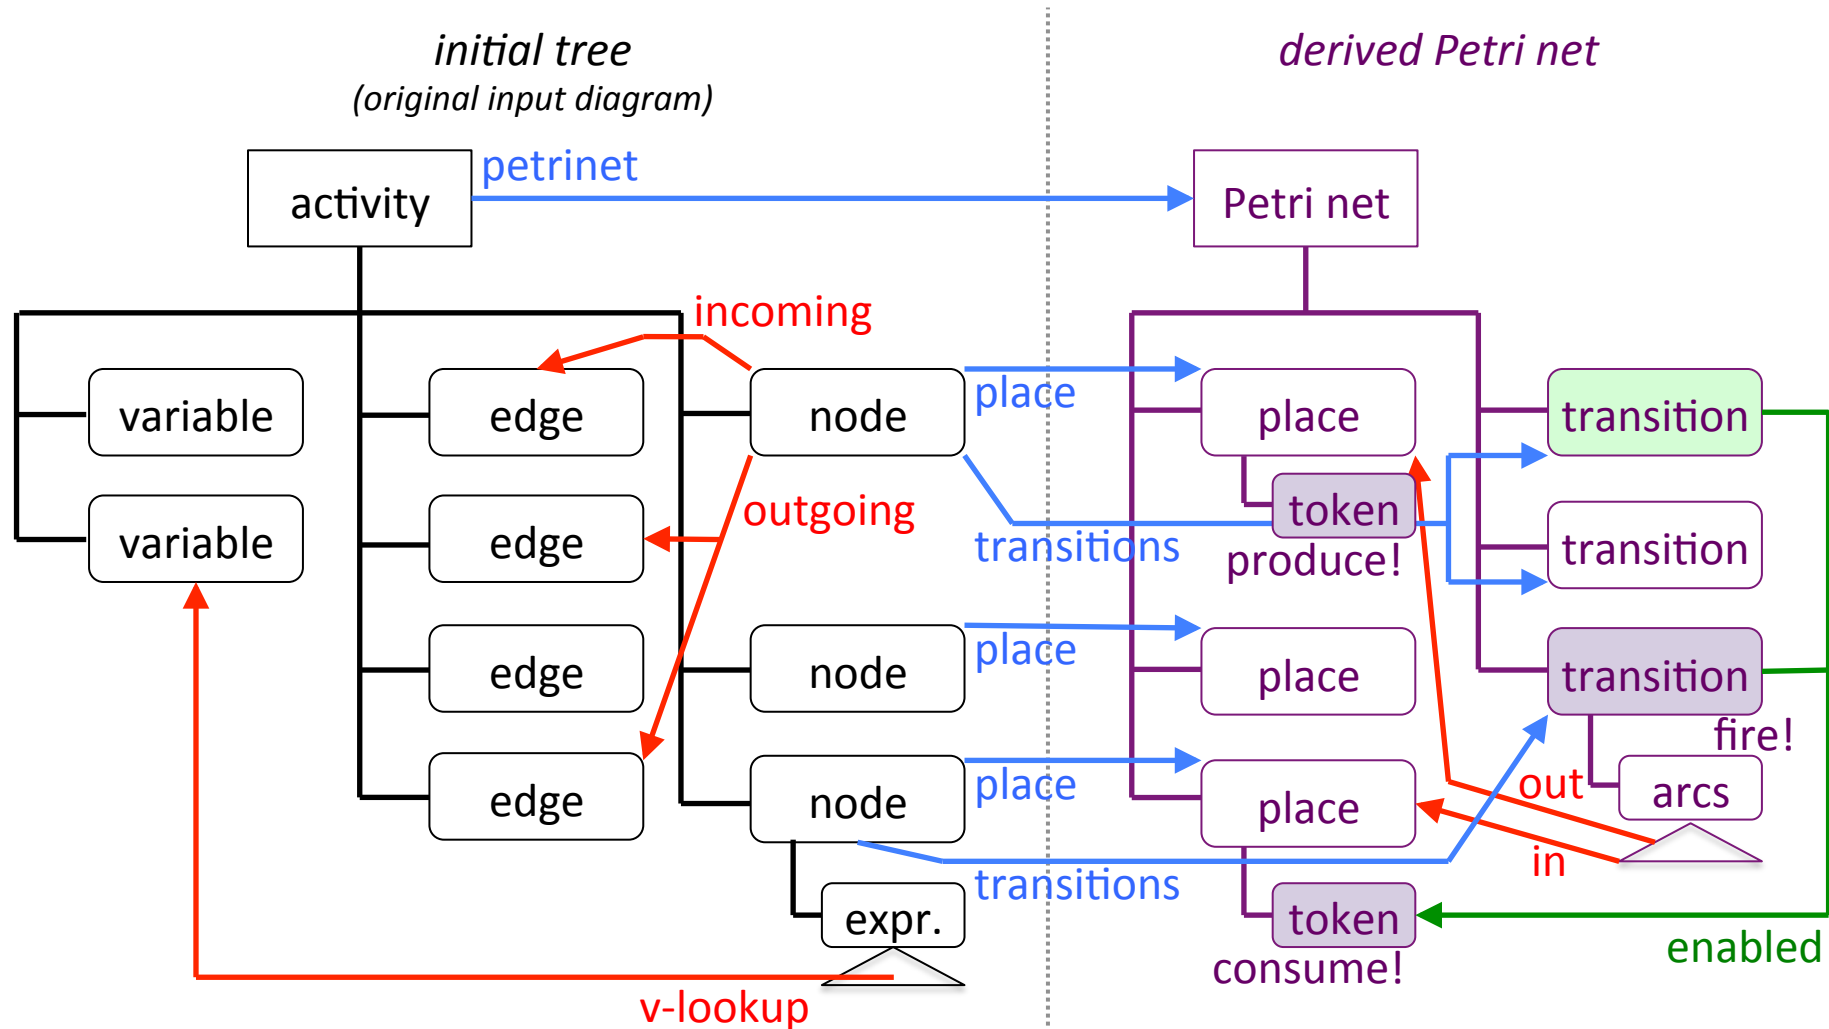 initial tree
(original input diagram)
derived Petri net
activity
petrinet
Petri net
incoming
variable
edge
node
place
place
transition
variable
edge
outgoing
transitions
token
produce!
transition
edge
node
place
place
transition
fire!
edge
node
place
place
out
arcs
in
transitions
expr.
token
consume!
enabled
v-lookup